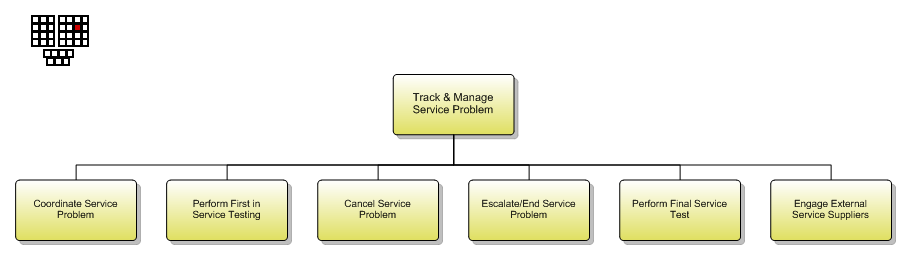 Track & Manage
Service Problem
Coordinate Service
Problem
Perform First in
Service Testing
Cancel Service
Problem
Escalate/End Service
Problem
Perform Final Service
Test
Engage External
Service Suppliers